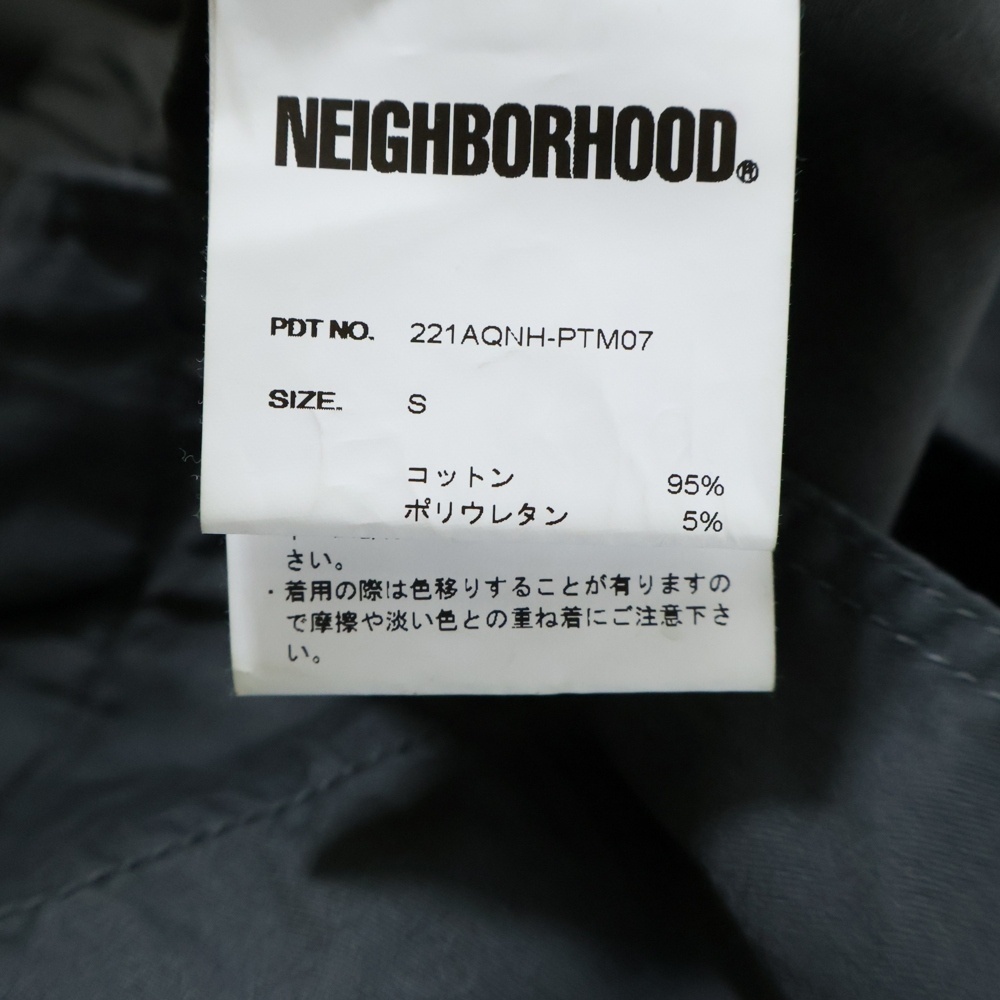 NEIGHBORHOOD®
PDT NO. 221AQNH-PTM07
SIZE. S
コットン 95%
ポリウレタン 5%
さい。
・着用の際は色移りすることが有りますの
で摩擦や淡い色との重ね着にご注意下さ
い。